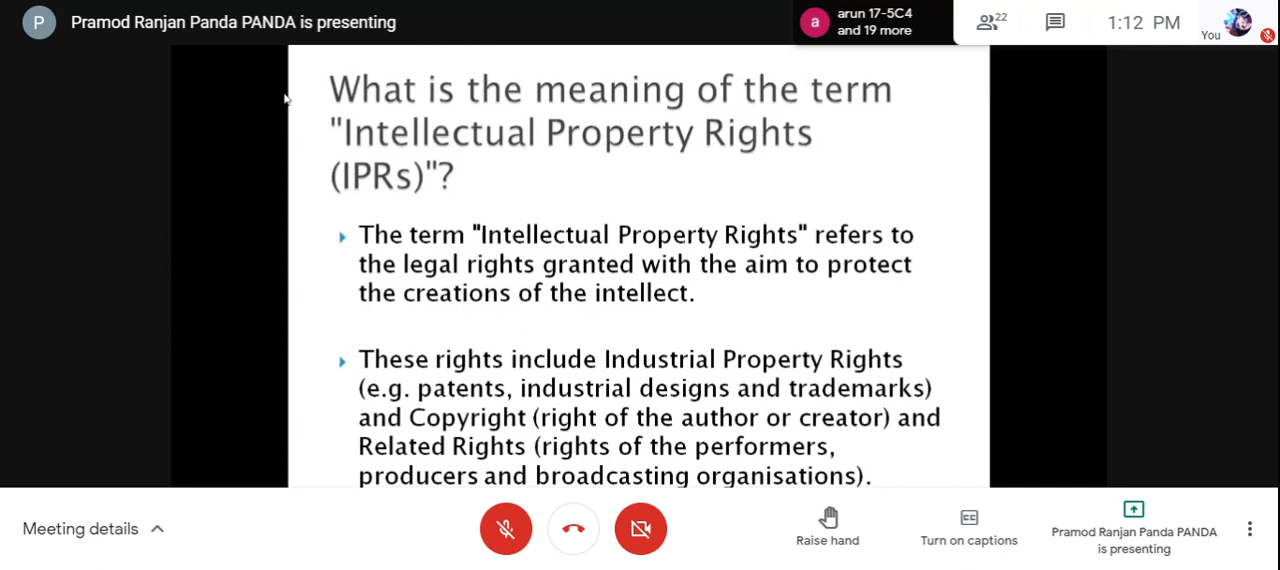 P Pramod Ranjan Panda PANDA is presenting
a arun 17-5C4
and 19 more
22
1:12 PM
You
What is the meaning of the term
"Intellectual Property Rights
(IPRs)"?
The term "Intellectual Property Rights" refers to
the legal rights granted with the aim to protect
the creations of the intellect.
These rights include Industrial Property Rights
(e.g. patents, industrial designs and trademarks)
and Copyright (right of the author or creator) and
Related Rights (rights of the performers,
producers and broadcasting organisations).
Meeting details
Raise hand
CC
Turn on captions
Pramod Ranjan Panda PANDA
is presenting